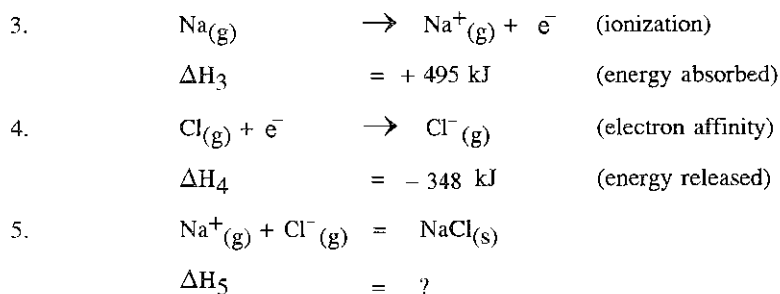 3. Na(g) → Na⁺(g) + e⁻ (ionization)
ΔH₃ = + 495 kJ (energy absorbed)
4. Cl(g) + e⁻ → Cl⁻(g) (electron affinity)
ΔH₄ = − 348 kJ (energy released)
5. Na⁺(g) + Cl⁻(g) = NaCl(s)
ΔH₅ = ?